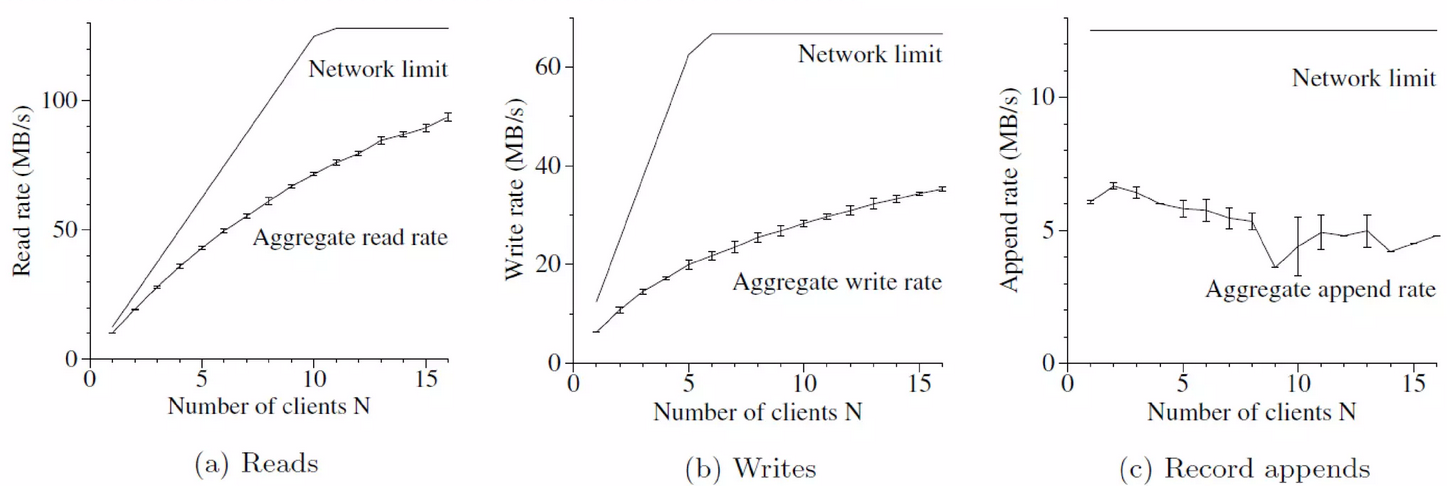 Read rate (MB/s)
100
50
0
Network limit
Aggregate read rate
0
5
10
15
Number of clients N
(a) Reads
Write rate (MB/s)
60
40
20
0
Network limit
Aggregate write rate
0
5
10
15
Number of clients N
(b) Writes
Append rate (MB/s)
10
5
0
Network limit
Aggregate append rate
0
5
10
15
Number of clients N
(c) Record appends